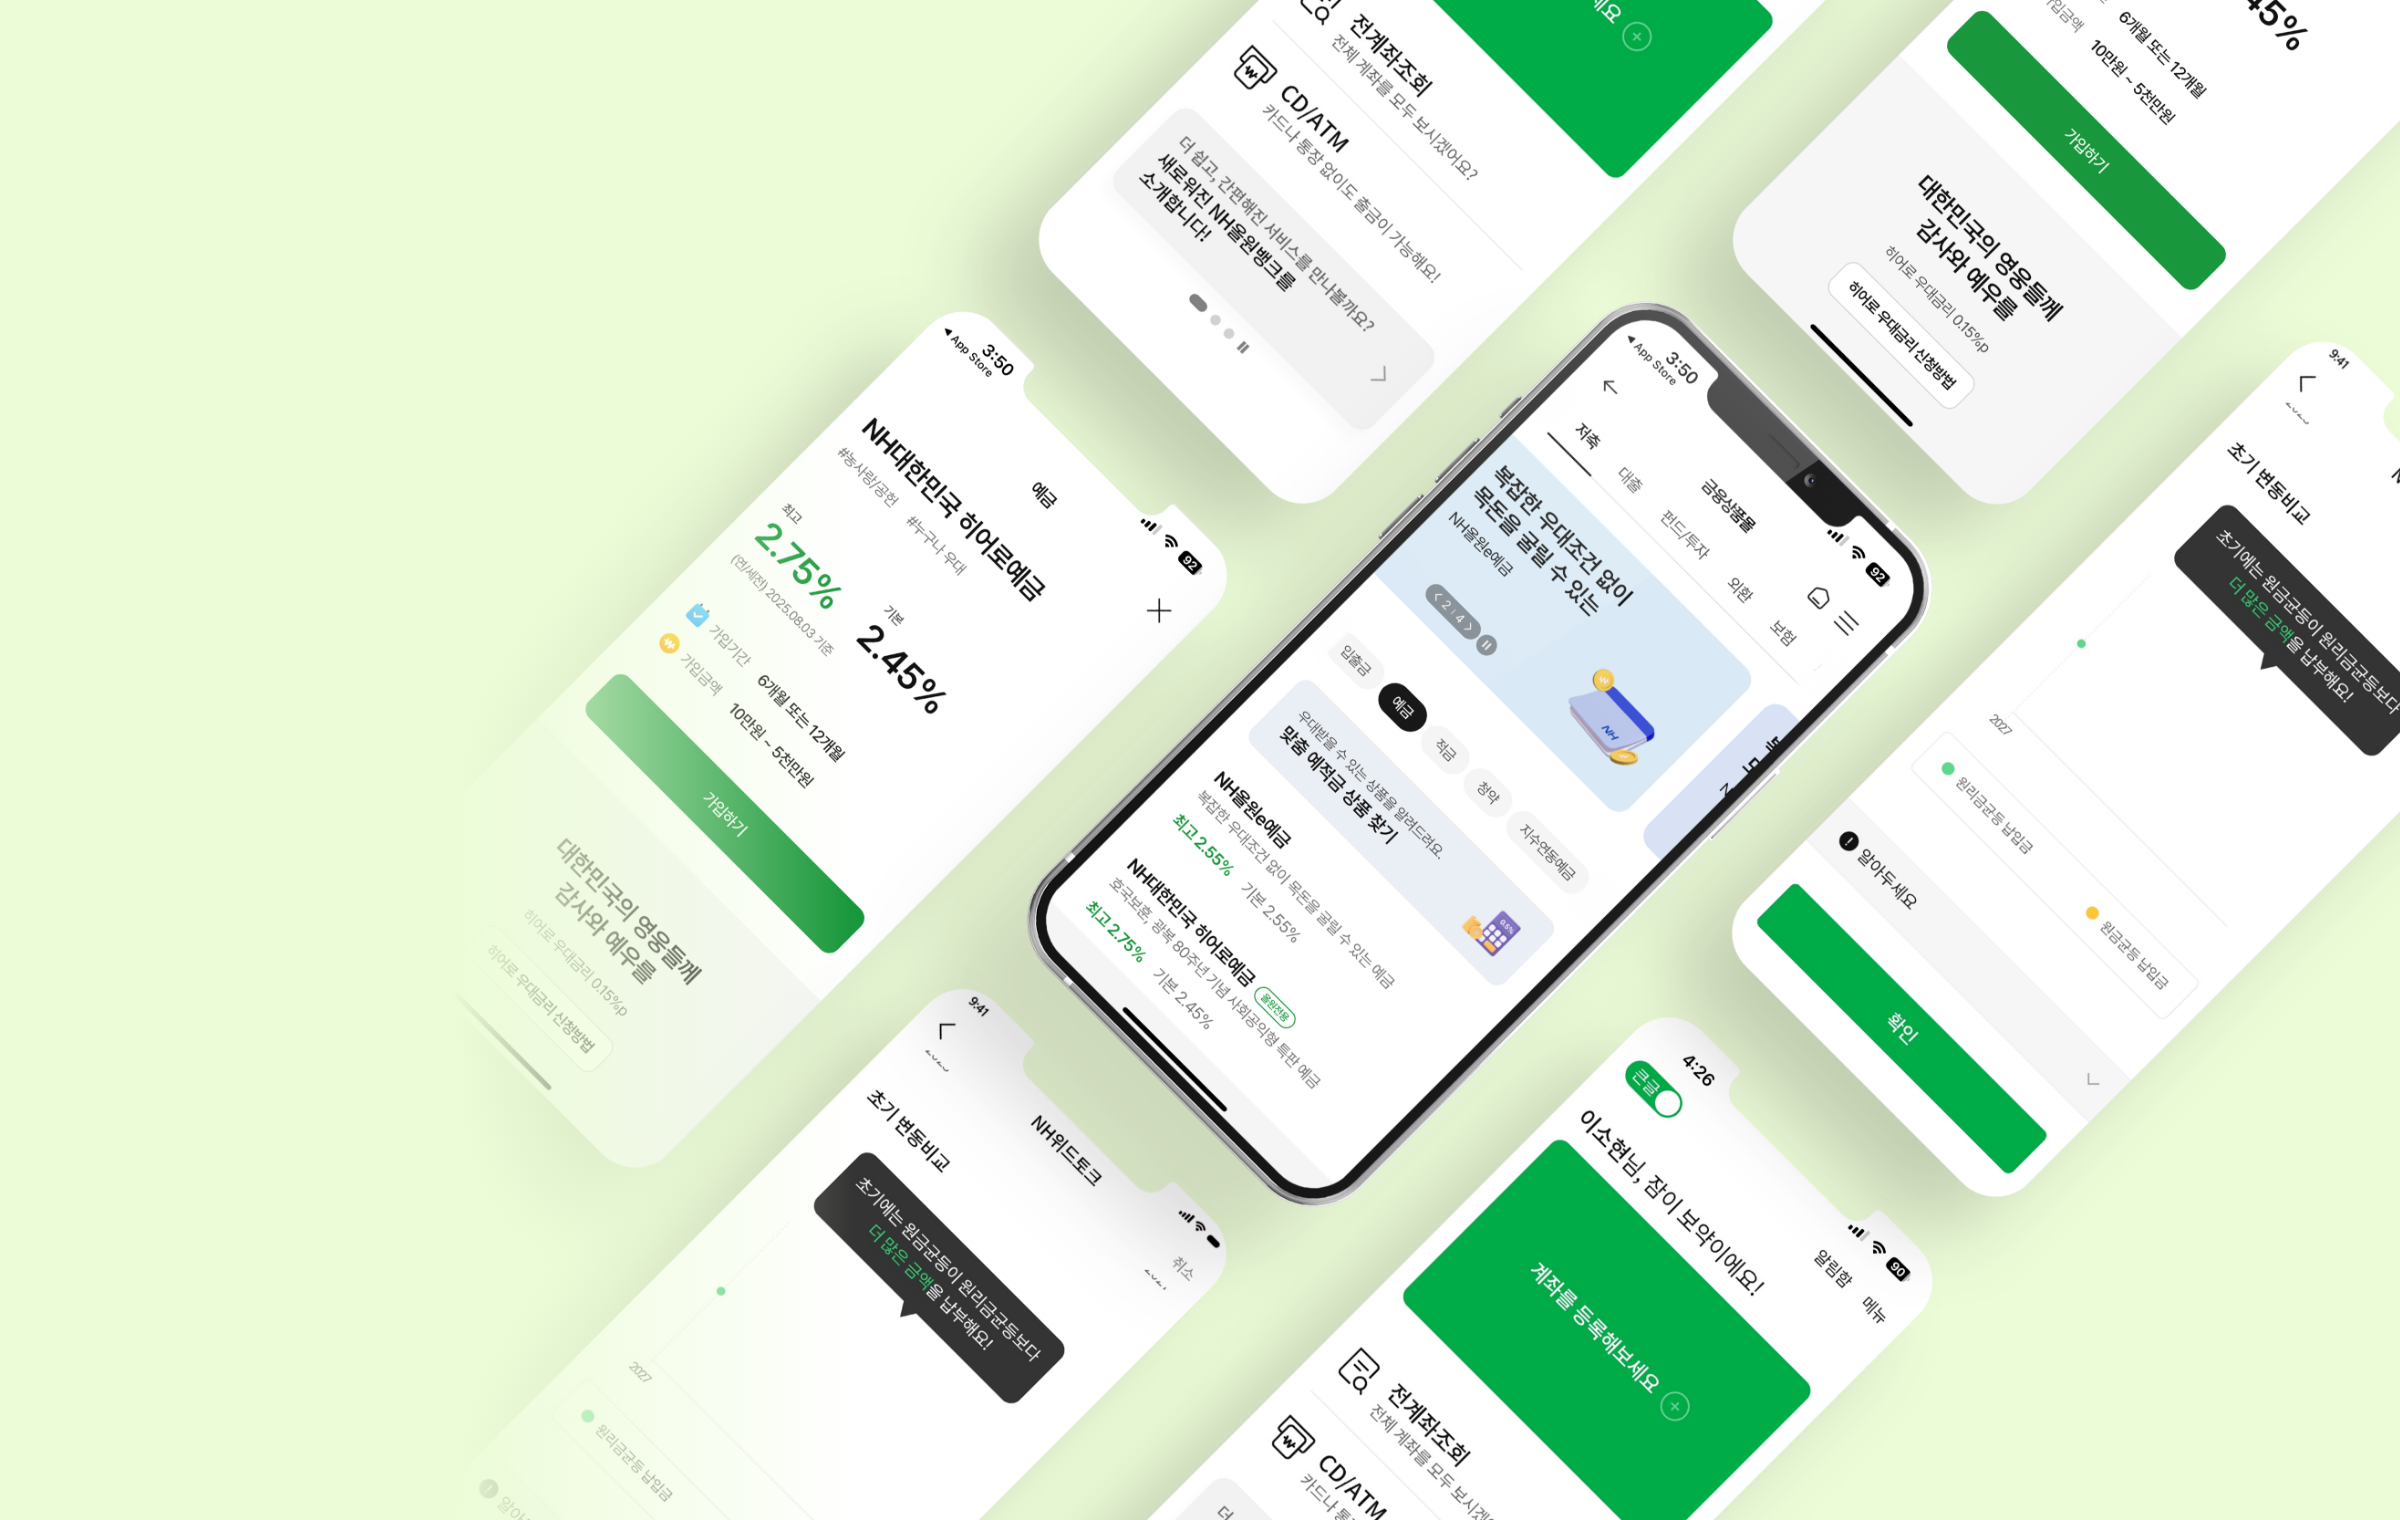 세요
전계좌조회
전체 계좌를 모두 보시겠어요?
CD/ATM
카드나 통장 없이도 출금이 가능해요!
더 쉽고, 간편해진 서비스를 만나볼까요?
새로워진 NH올원뱅크를
소개합니다!
45%
6개월 또는 12개월
가입금액
10만원 ~ 5천만원
가입하기
대한민국의 영웅들께
감사와 예우를
히어로 우대금리 0.15%p
히어로 우대금리 신청방법
3:50
App Store
92
예금
NH대한민국 히어로예금
#농사랑/공헌
#누구나 우대
최고
2.75%
기본
2.45%
(연/세전) 2025.08.03 기준
가입기간
6개월 또는 12개월
가입금액
10만원 ~ 5천만원
가입하기
대한민국의 영웅들께
감사와 예우를
히어로 우대금리 0.15%p
히어로 우대금리 신청방법
3:50
App Store
92
금융상품몰
저축
대출
펀드/투자
외환
보험
복잡한 우대조건 없이
목돈을 굴릴 수 있는
NH올원e예금
2 / 4
NH
입출금
예금
적금
청약
지수연동예금
우대받을 수 있는 상품을 알려드려요.
맞춤 예적금 상품 찾기
0.5%
NH올원e예금
복잡한 우대조건 없이 목돈을 굴릴 수 있는 예금
최고 2.55%
기본 2.55%
NH대한민국 히어로예금
올원전용
호국보훈, 광복 80주년 기념 사회공익형 특판 예금
최고 2.75%
기본 2.45%
9:41
초기 변동비교
초기에는 원금균등이 원리금균등보다
더 많은 금액을 납부해요!
2027
원리금균등 납입금
원금균등 납입금
알아두세요
확인
9:41
NH위드토크
취소
초기 변동비교
초기에는 원금균등이 원리금균등보다
더 많은 금액을 납부해요!
2027
원리금균등 납입금
알아
4:26
90
큰글
알림함
메뉴
이소현님, 잠이 보약이에요!
계좌를 등록해보세요
전계좌조회
전체 계좌를 모두 보시겠
CD/ATM
카드나 통
더